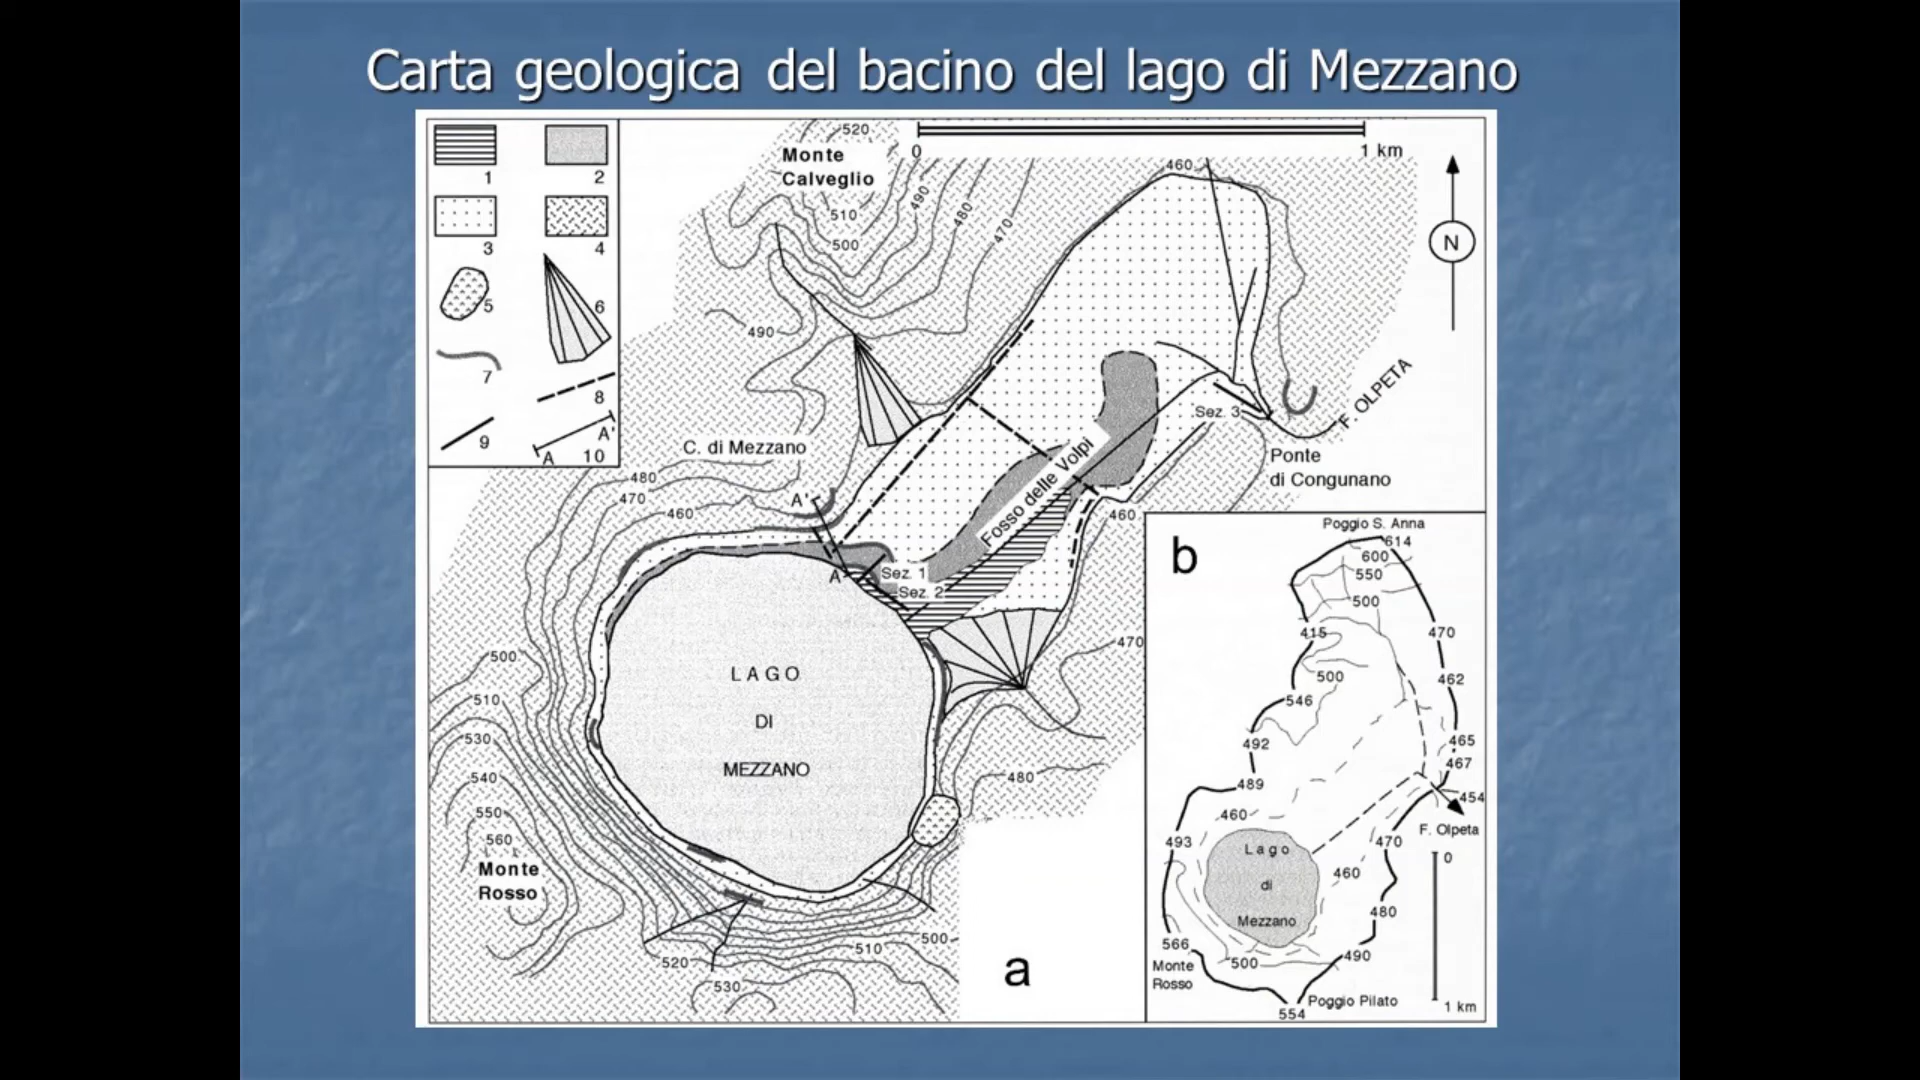 Carta geologica del bacino del lago di Mezzano
1
2
3
4
5
6
7
8
9
A
A'
10
520
Monte
Calveglio
510
500
490
480
470
490
0
1 km
460
N
F. OLPETA
Sez. 3
Ponte
di Congunano
C. di Mezzano
480
470
460
A'
A
Sez. 1
Sez. 2
Fosso delle Volpi
460
470
480
LAGO
DI
MEZZANO
500
510
530
540
550
560
Monte
Rosso
520
530
510
500
a
b
Poggio S. Anna
614
600
550
500
415
470
500
462
546
492
465
467
489
454
460
F. Olpeta
493
Lago
di
Mezzano
470
460
480
566
500
490
Monte
Rosso
Poggio Pilato
554
0
1 km